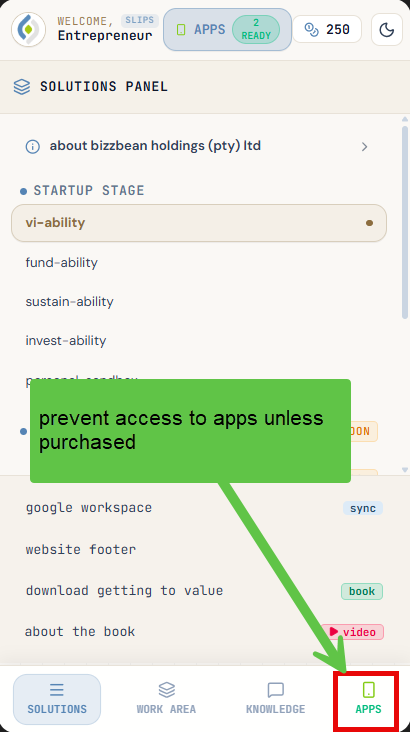 WELCOME, SLIPS
Entrepreneur
APPS 2 READY
250
SOLUTIONS PANEL
about bizzbean holdings (pty) ltd
STARTUP STAGE
vi-ability
fund-ability
sustain-ability
invest-ability
prevent access to apps unless
purchased
google workspace sync
website footer
download getting to value book
about the book video
SOLUTIONS WORK AREA KNOWLEDGE APPS